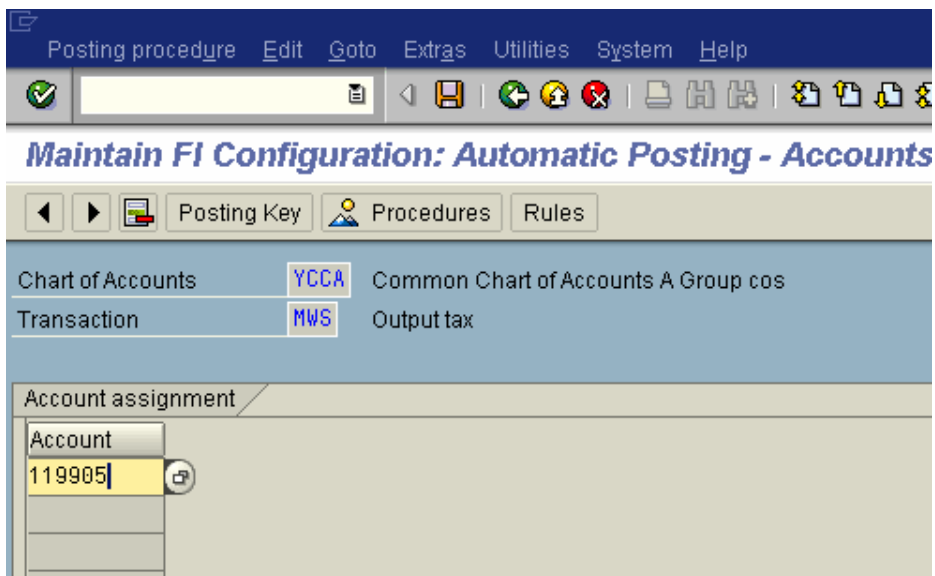 Posting procedure Edit Goto Extras Utilities System Help
Maintain FI Configuration: Automatic Posting - Accounts
Posting Key Procedures Rules
Chart of Accounts YCCA Common Chart of Accounts A Group cos
Transaction MWS Output tax
Account assignment
Account
119905